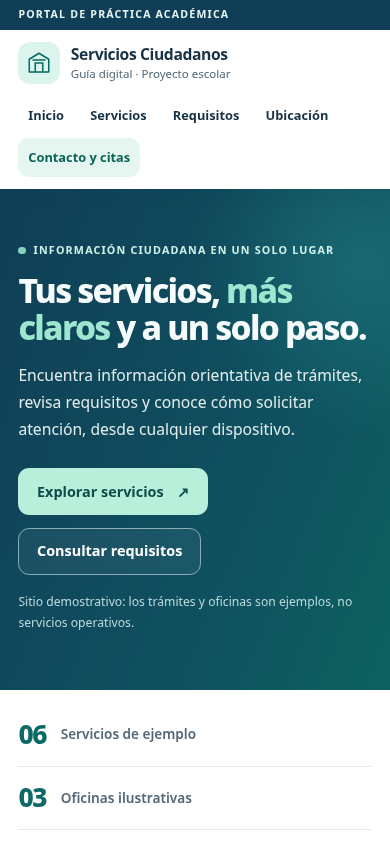 PORTAL DE PRÁCTICA ACADÉMICA
Servicios Ciudadanos
Guía digital · Proyecto escolar
Inicio Servicios Requisitos Ubicación
Contacto y citas
INFORMACIÓN CIUDADANA EN UN SOLO LUGAR
Tus servicios, más
claros y a un solo paso.
Encuentra información orientativa de trámites,
revisa requisitos y conoce cómo solicitar
atención, desde cualquier dispositivo.
Explorar servicios ↗
Consultar requisitos
Sitio demostrativo: los trámites y oficinas son ejemplos, no
servicios operativos.
06 Servicios de ejemplo
03 Oficinas ilustrativas